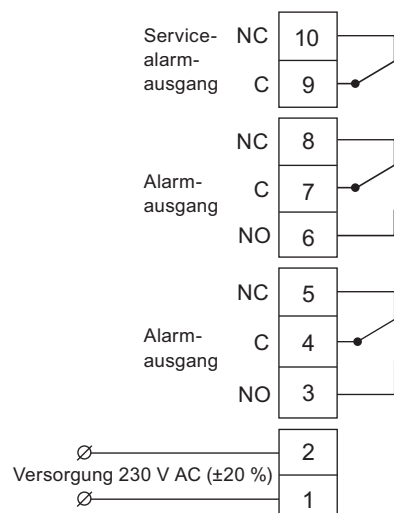 Service-
alarm-
ausgang
NC 10
C 9
Alarm-
ausgang
NC 8
C 7
NO 6
Alarm-
ausgang
NC 5
C 4
NO 3
2
Versorgung 230 V AC (±20 %)
1